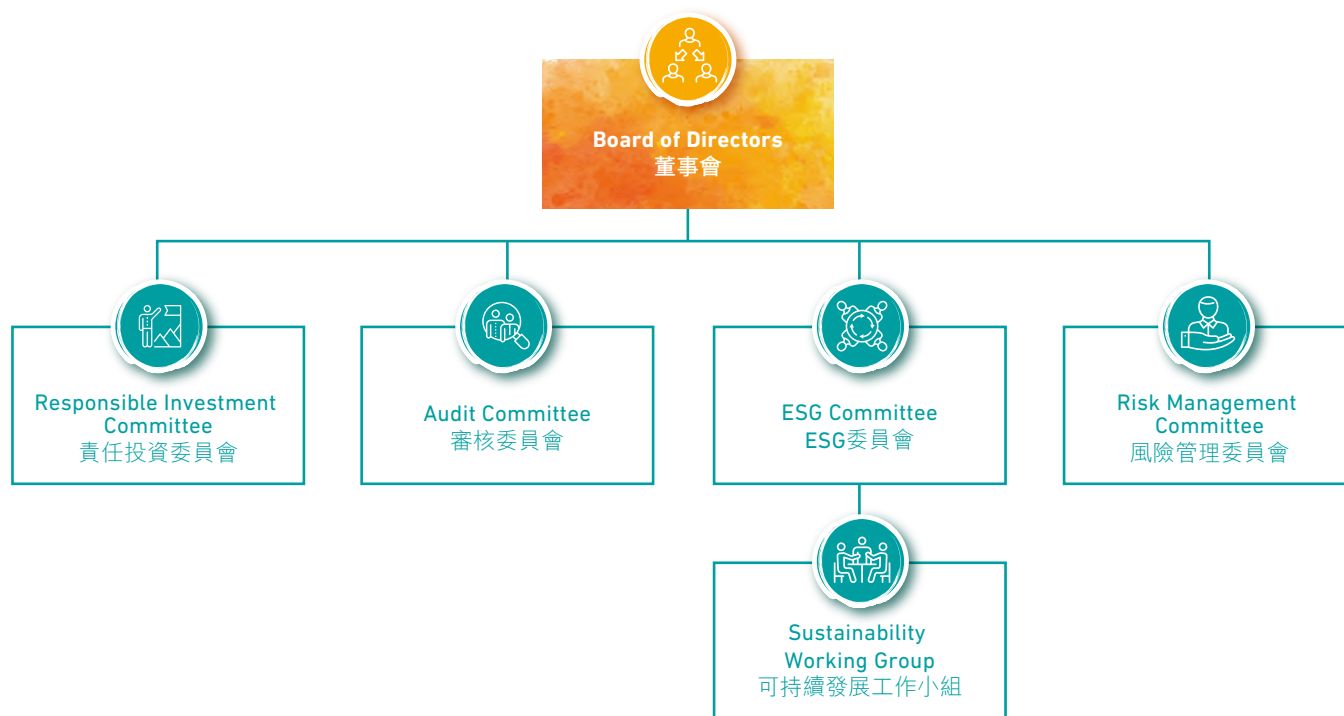 Board of Directors
董事會
Responsible Investment
Committee
責任投資委員會
Audit Committee
審核委員會
ESG Committee
ESG委員會
Risk Management
Committee
風險管理委員會
Sustainability
Working Group
可持續發展工作小組